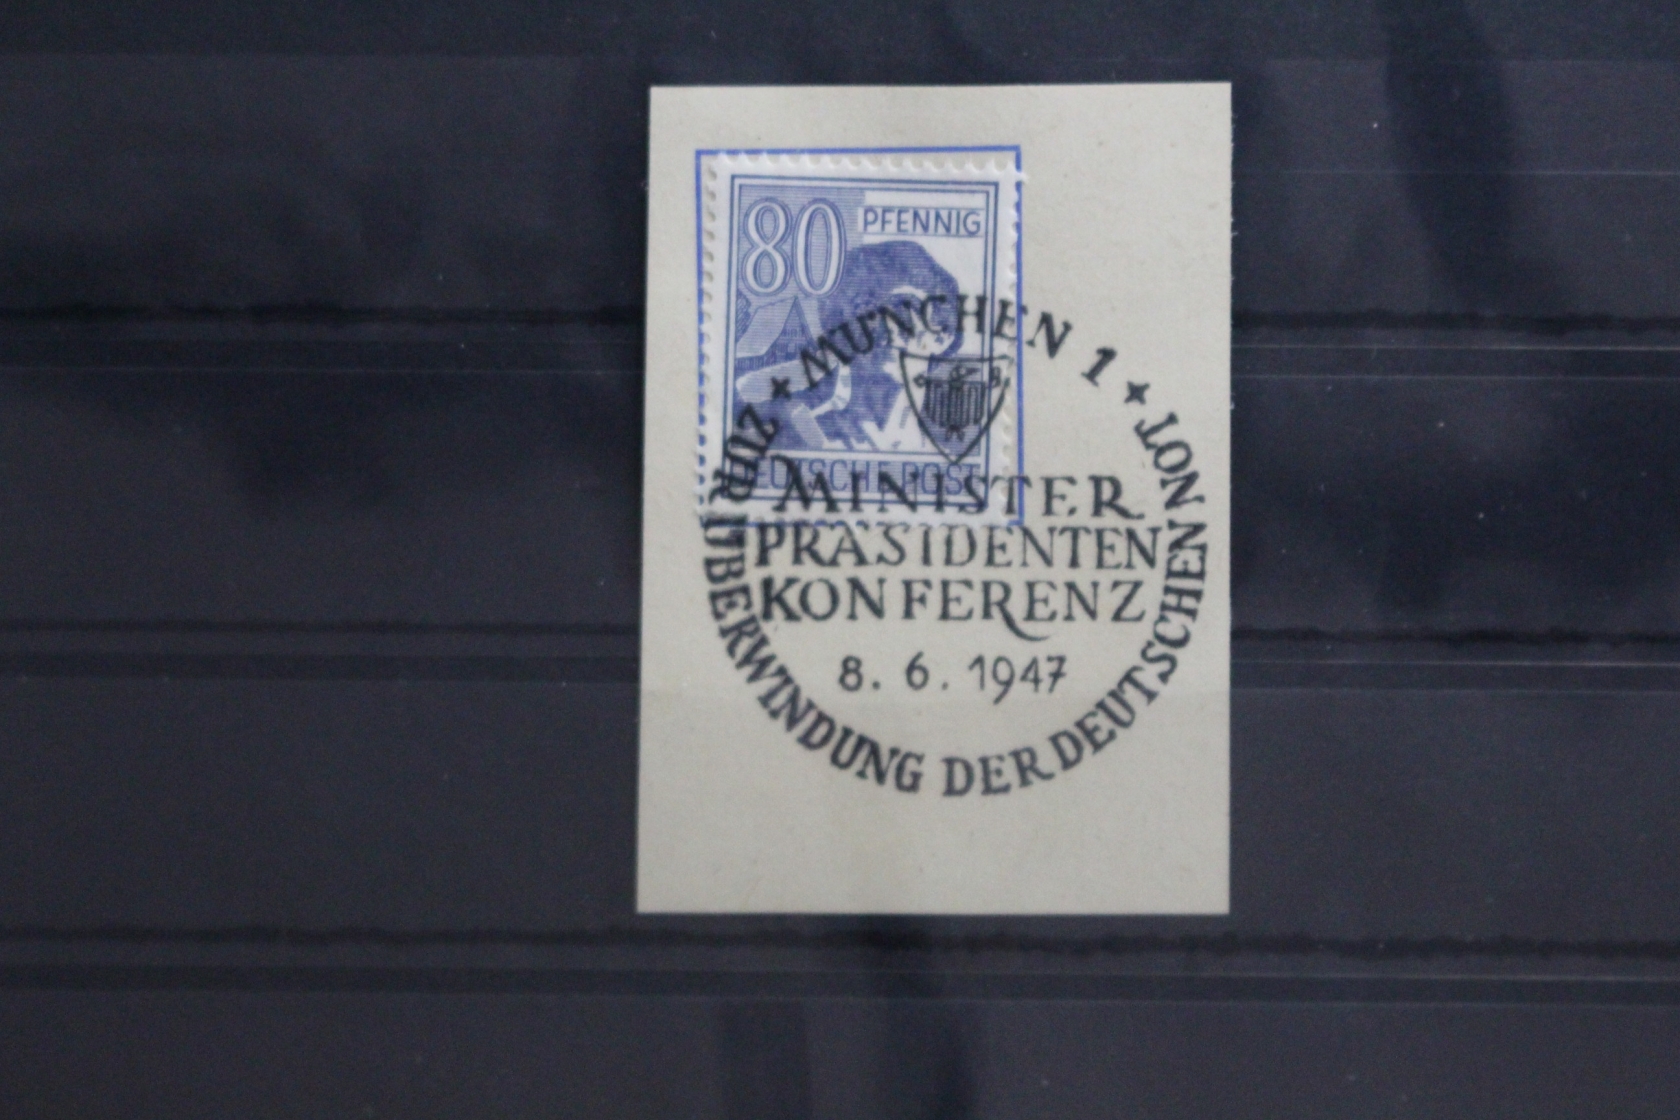 80 PFENNIG
DEUTSCHE POST
★ MÜNCHEN 1 ★
MINISTER
PRÄSIDENTEN
KONFERENZ
8. 6. 1947
ZUR ÜBERWINDUNG DER DEUTSCHEN NOT